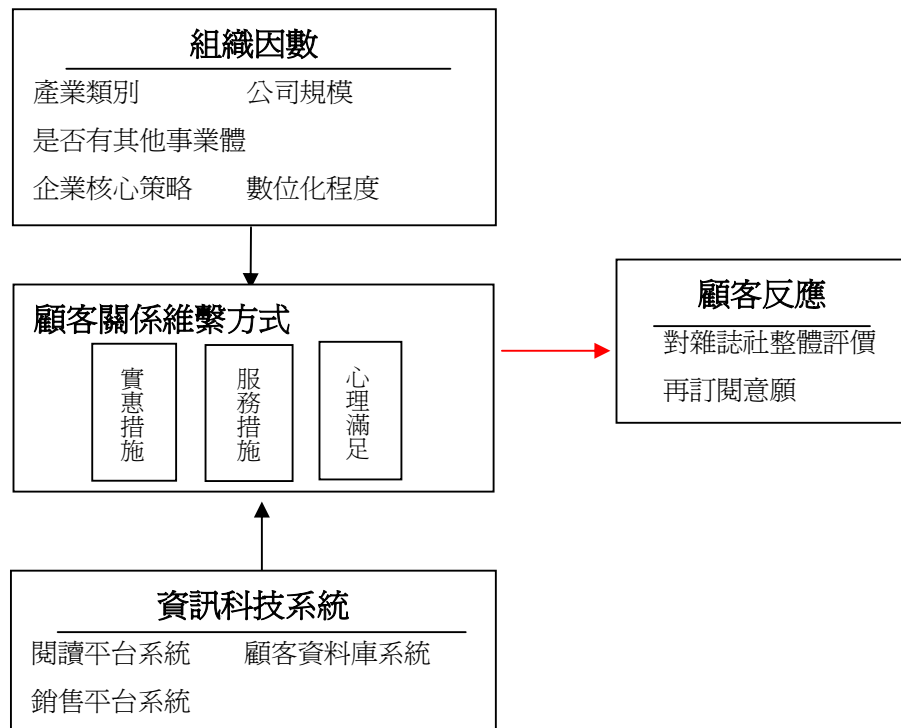 組織因數
產業類別 公司規模
是否有其他事業體
企業核心策略 數位化程度
顧客關係維繫方式
實惠措施
服務措施
心理滿足
顧客反應
對雜誌社整體評價
再訂閱意願
資訊科技系統
閱讀平台系統 顧客資料庫系統
銷售平台系統